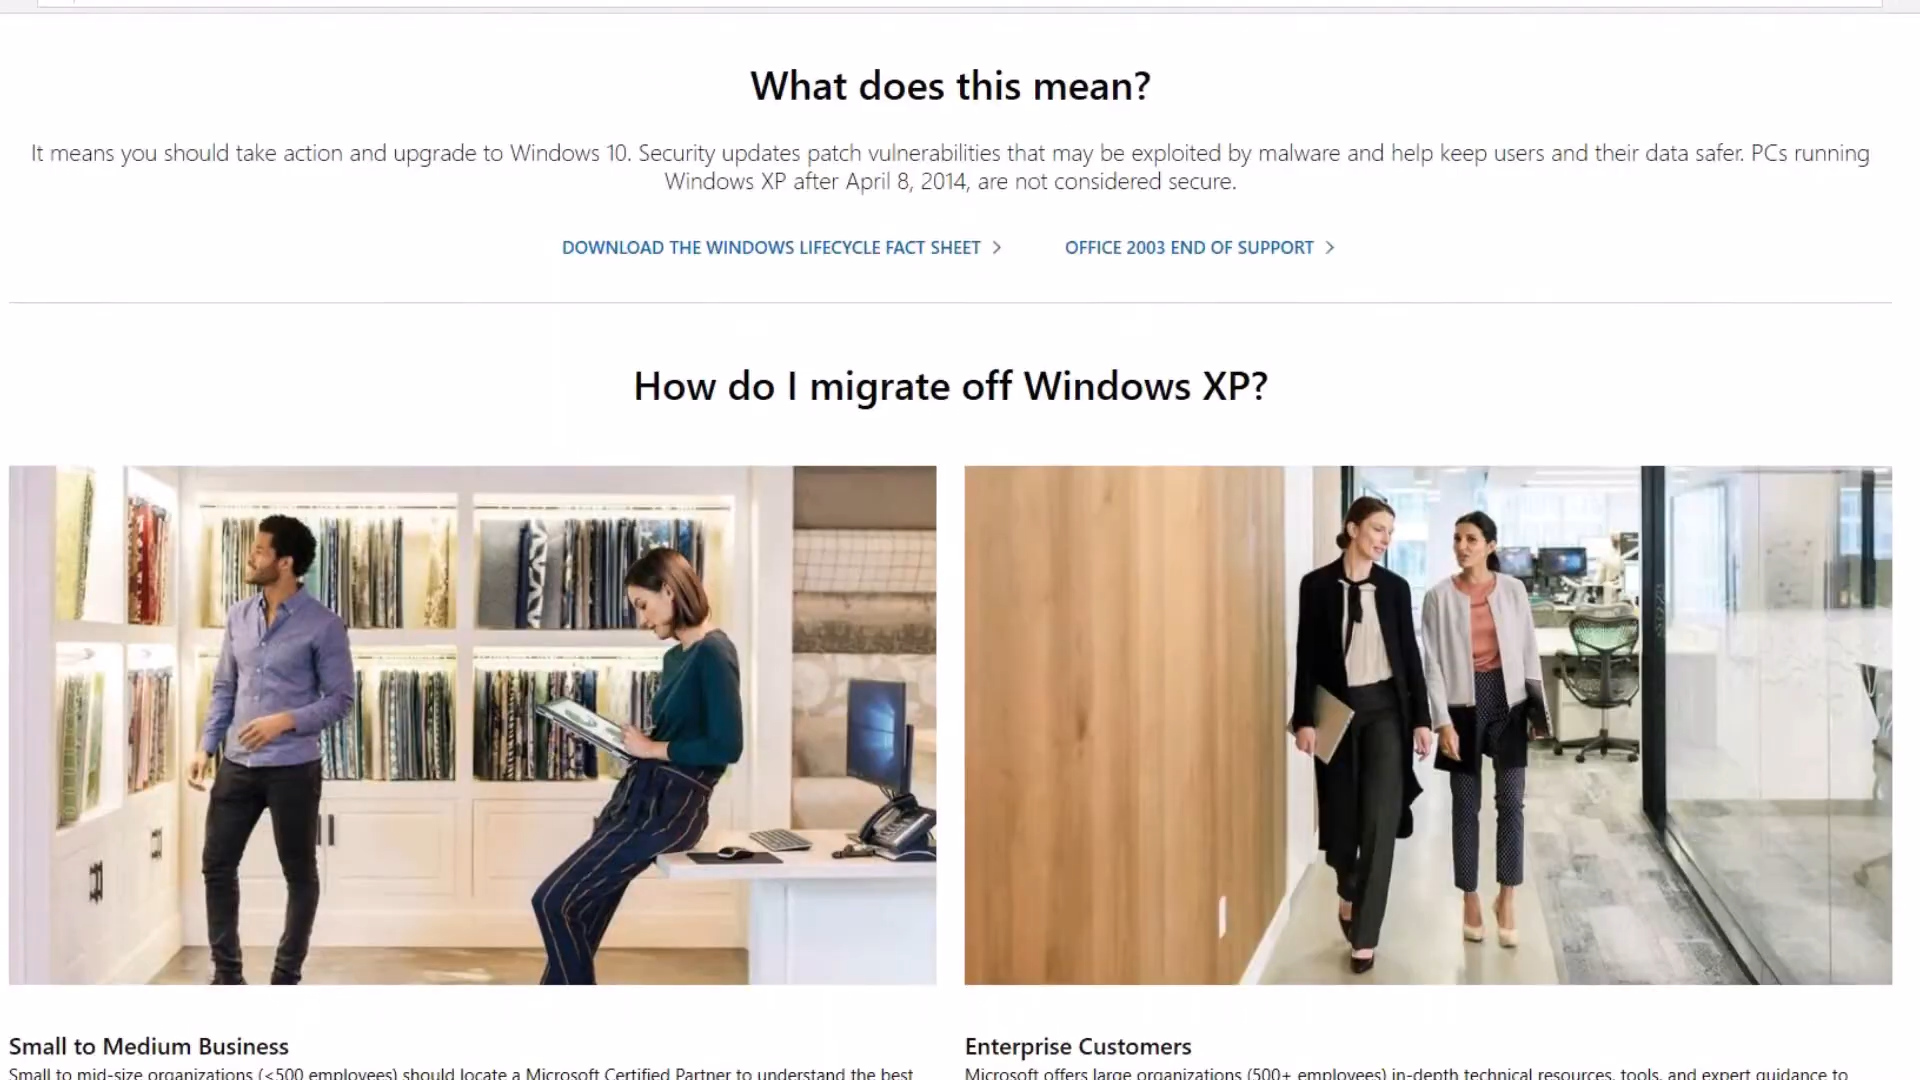 What does this mean?
It means you should take action and upgrade to Windows 10. Security updates patch vulnerabilities that may be exploited by malware and help keep users and their data safer. PCs running
Windows XP after April 8, 2014, are not considered secure.
DOWNLOAD THE WINDOWS LIFECYCLE FACT SHEET
OFFICE 2003 END OF SUPPORT
How do I migrate off Windows XP?
Small to Medium Business
Small to mid-size organizations (<500 employees) should locate a Microsoft Certified Partner to understand the best
Enterprise Customers
Microsoft offers large organizations (500+ employees) in-depth technical resources, tools, and expert guidance to